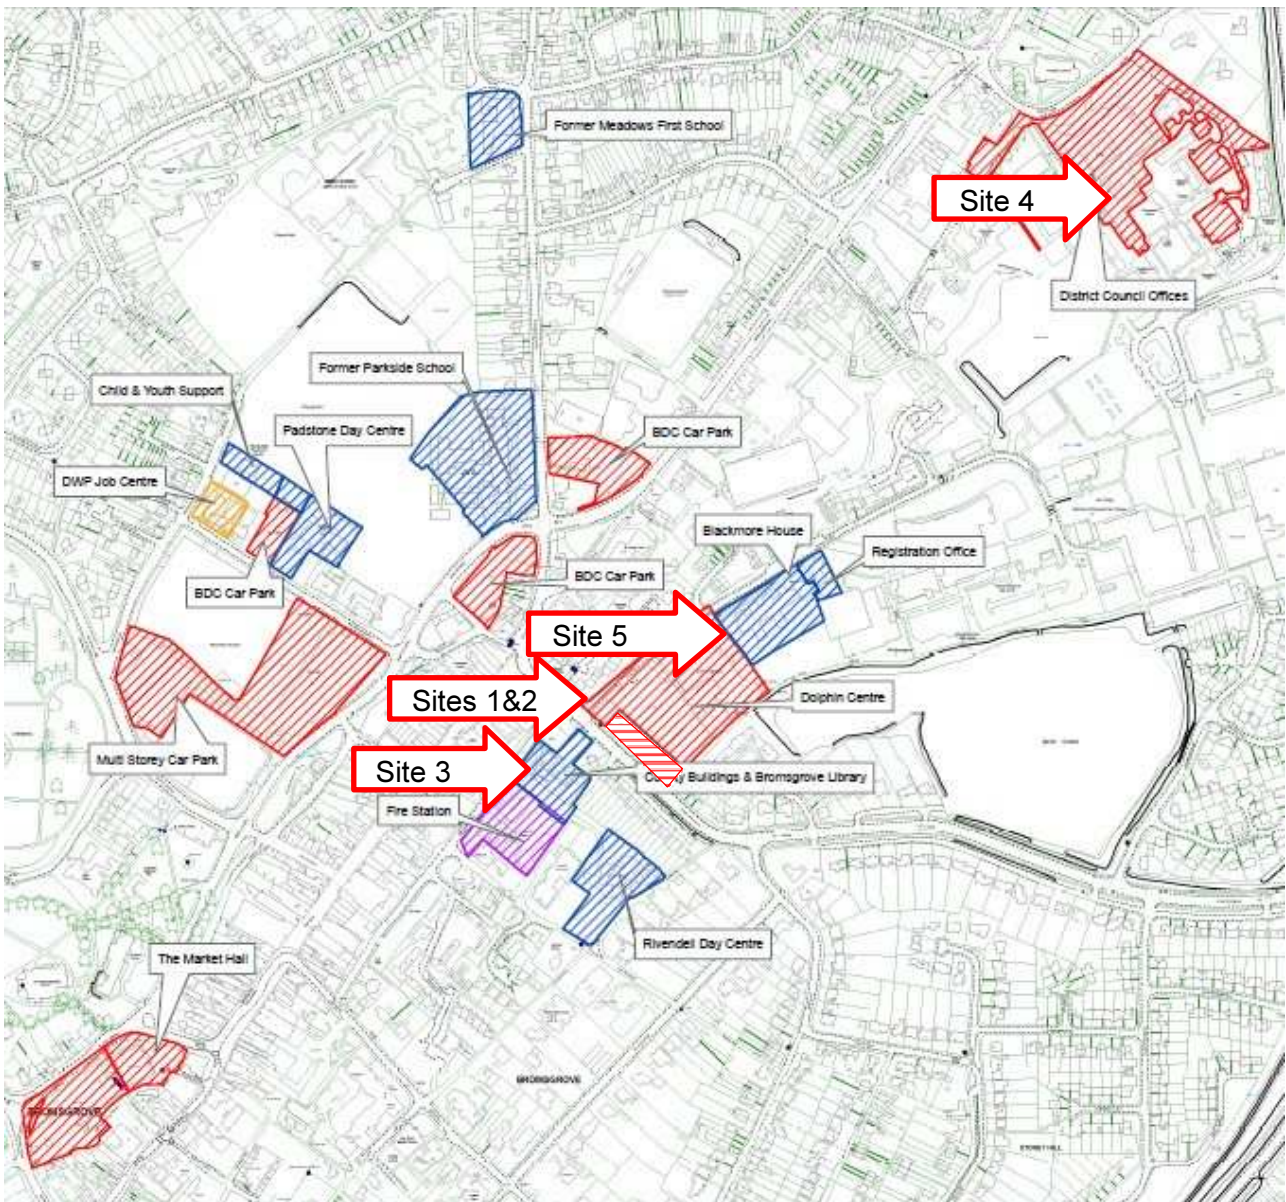 Former Meadows First School
Site 4
District Council Offices
Former Parkside School
Child & Youth Support
Padstone Day Centre
BDC Car Park
DWP Job Centre
Blackmore House
Registration Office
BDC Car Park
BDC Car Park
Site 5
Sites 1&2
Dolphin Centre
Multi Storey Car Park
Site 3
Buildings & Bromsgrove Library
Fire Station
Rivendell Day Centre
The Market Hall
BROMSGROVE
BROMSGROVE
STONEY HILL